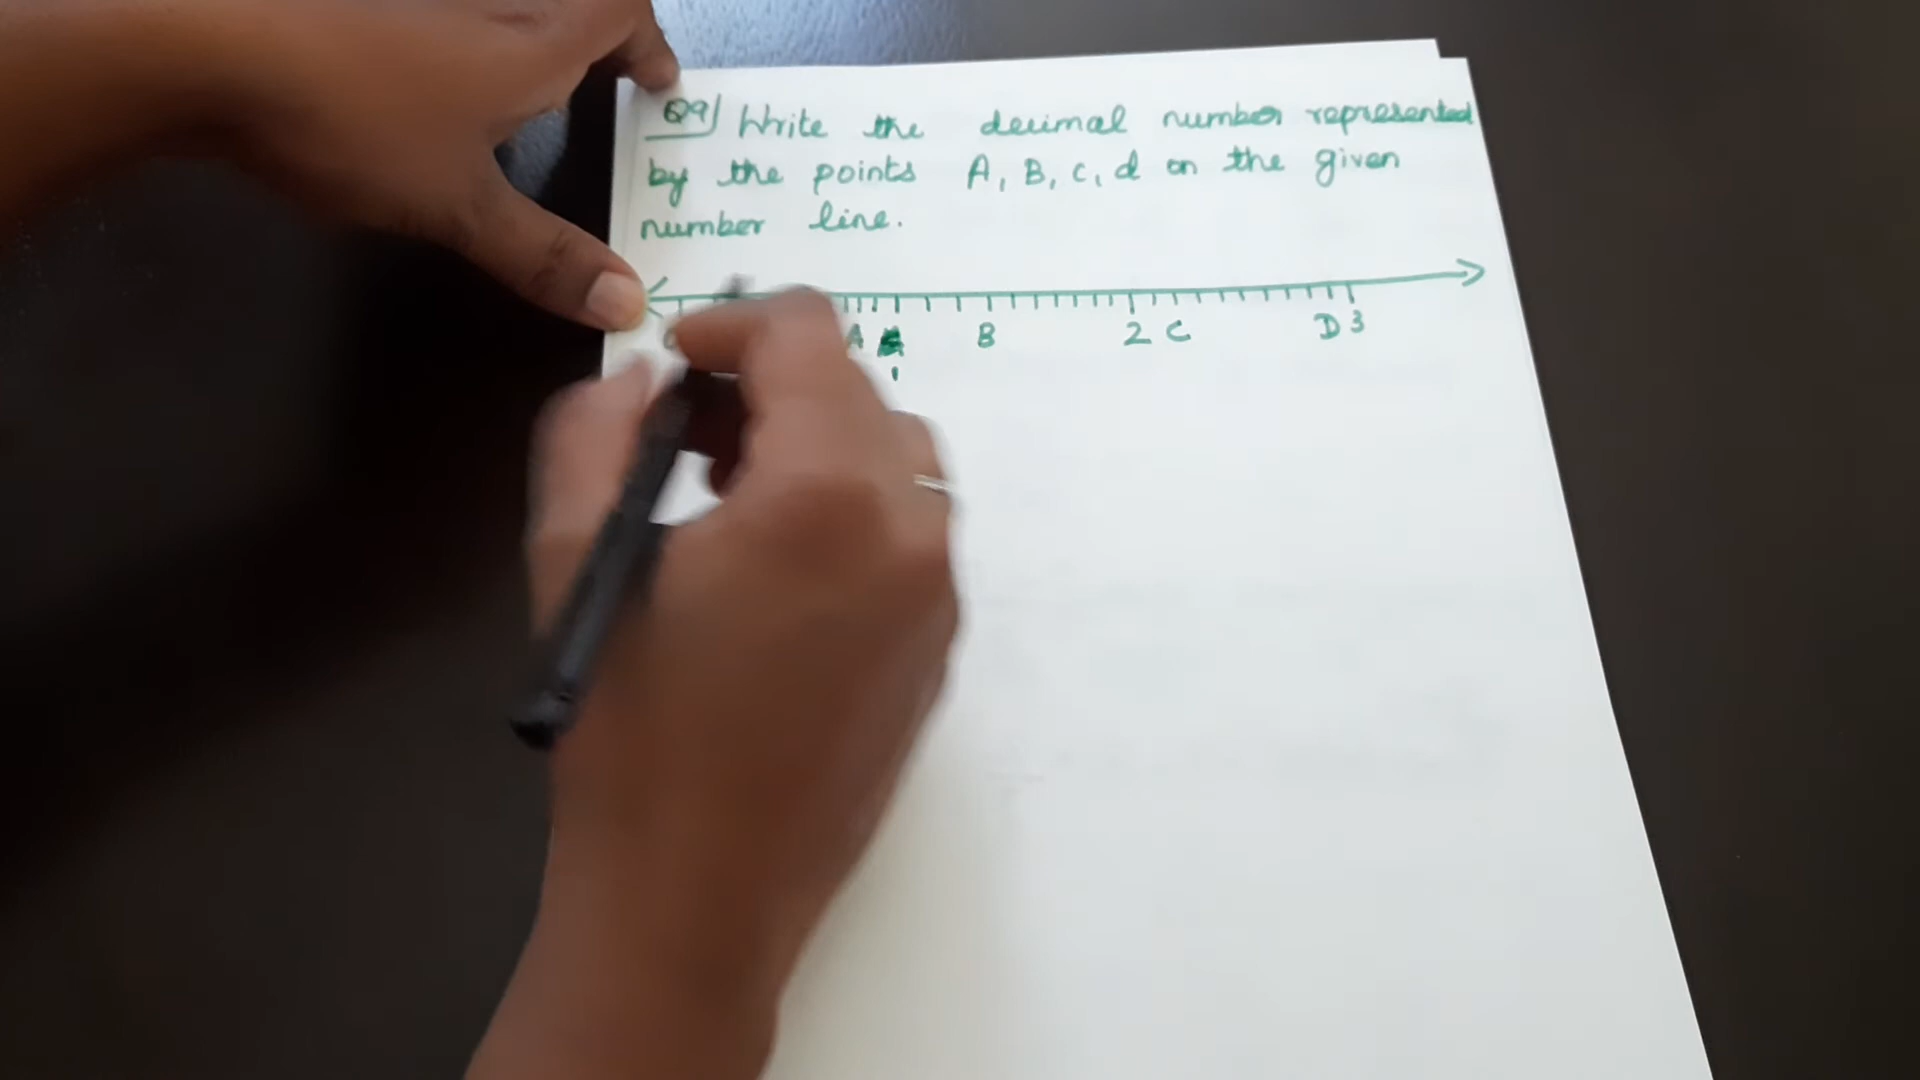 Q9/ Write the decimal number represented
by the points A, B, C, d on the given
number line.
A B 2 C D 3
1